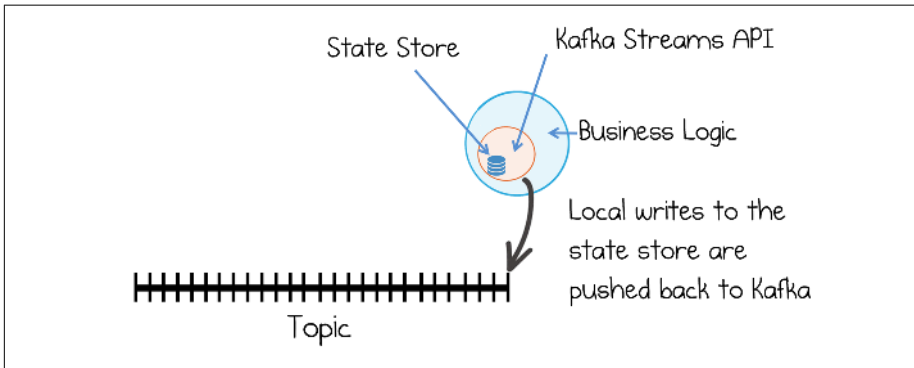 State Store
Kafka Streams API
Business Logic
Local writes to the
state store are
pushed back to Kafka
Topic